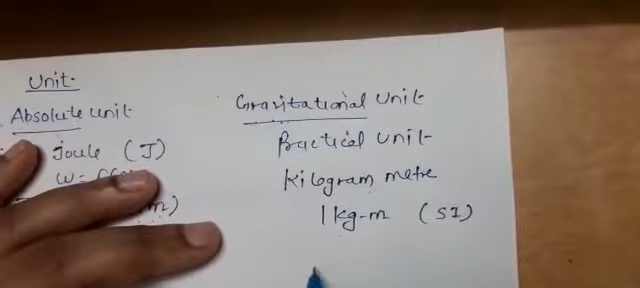 Unit-
Absolute unit
Joule (J)
W =
m)
Gravitational Unit
Practical Unit
Kilogram metre
1 kg-m (SI)